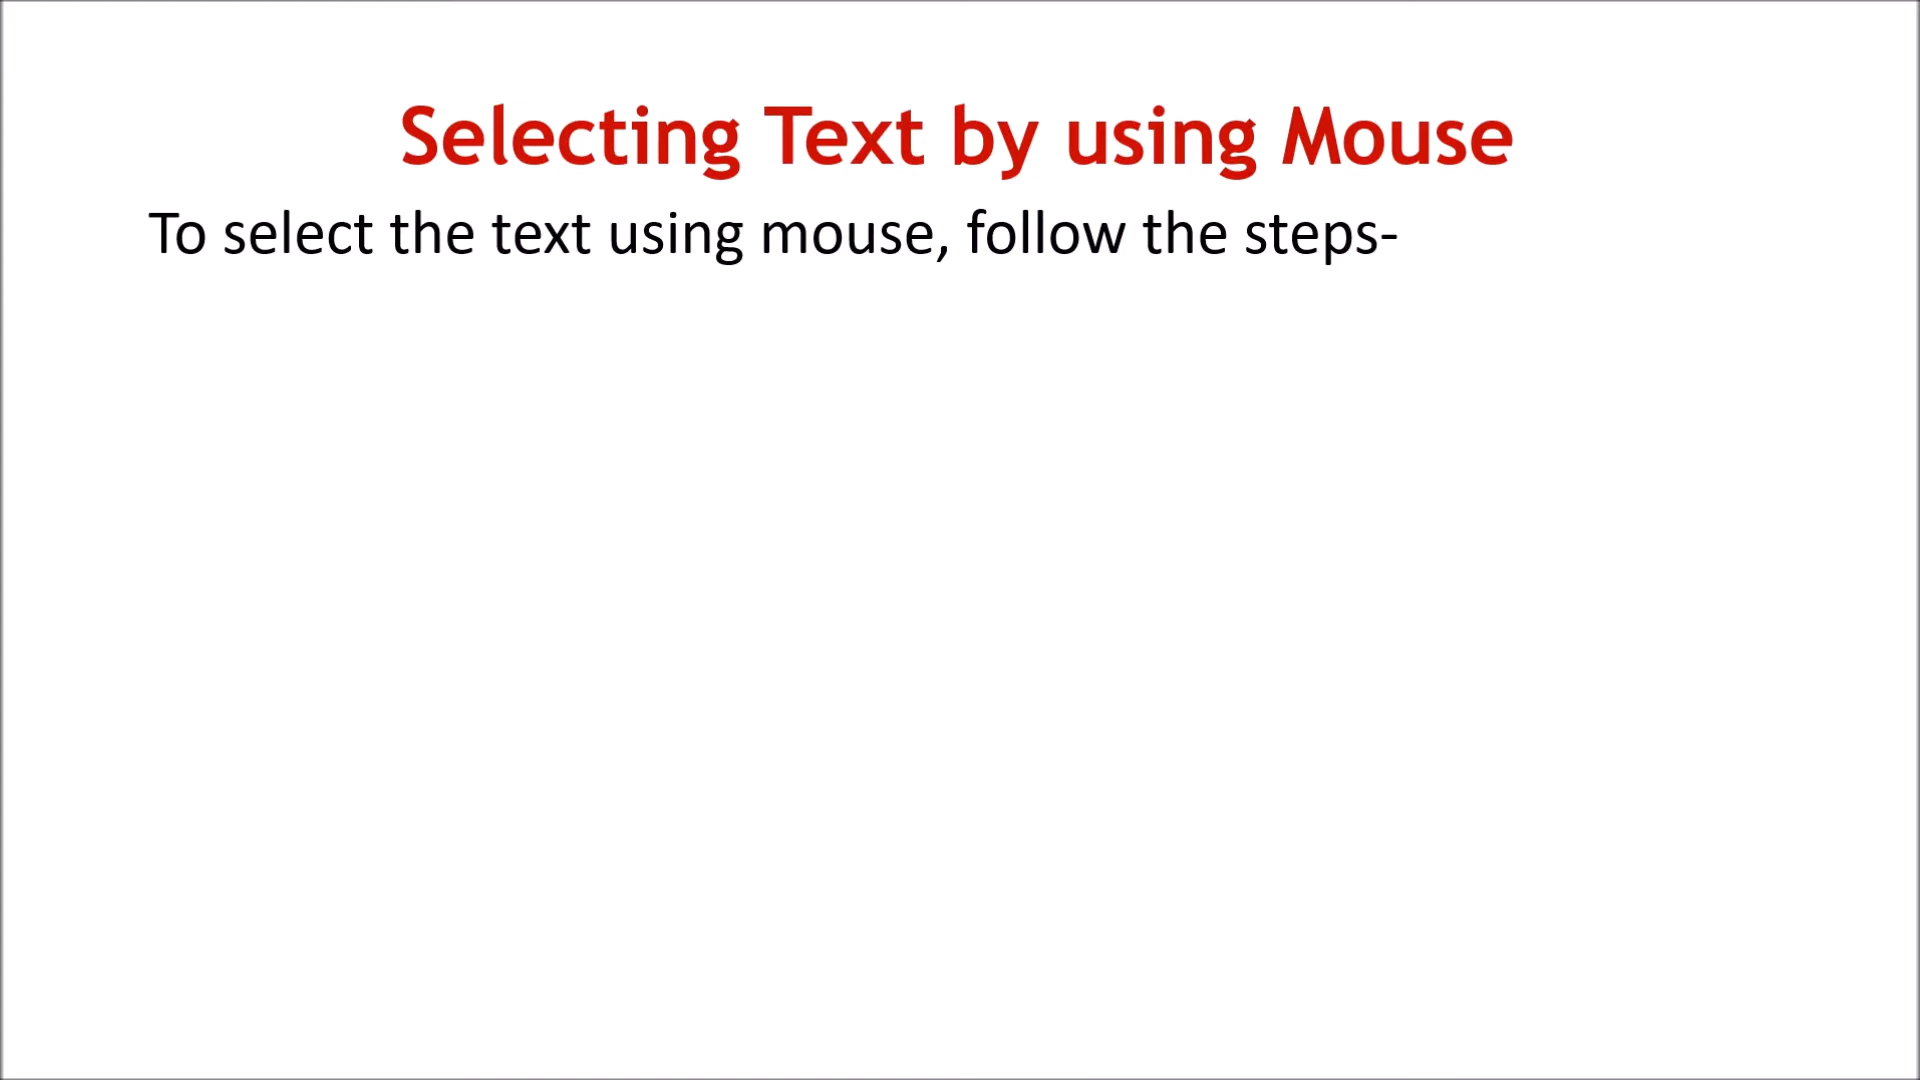 Selecting Text by using Mouse
To select the text using mouse, follow the steps-